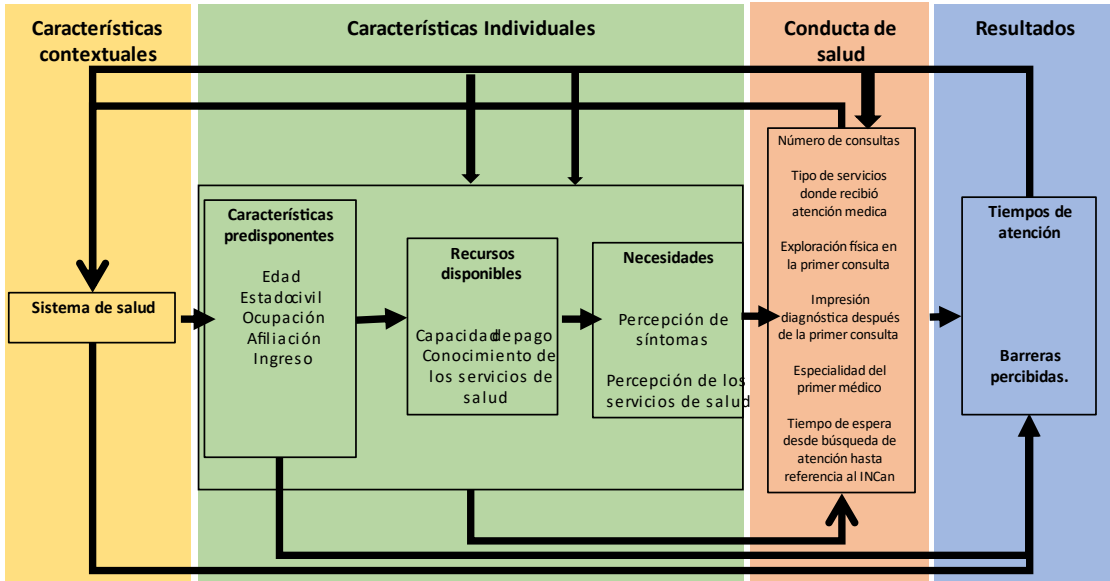 Características
contextuales
Características Individuales
Conducta de
salud
Resultados
Sistema de salud
Características
predisponentes
Edad
Estado civil
Ocupación
Afiliación
Ingreso
Recursos
disponibles
Capacidad de pago
Conocimiento de
los servicios de
salud
Necesidades
Percepción de
síntomas
Percepción de los
servicios de salud
Número de consultas
Tipo de servicios
donde recibió
atención medica
Exploración física en
la primer consulta
Impresión
diagnóstica después
de la primer consulta
Especialidad del
primer médico
Tiempo de espera
desde búsqueda de
atención hasta
referencia al INCan
Tiempos de
atención
Barreras
percibidas.